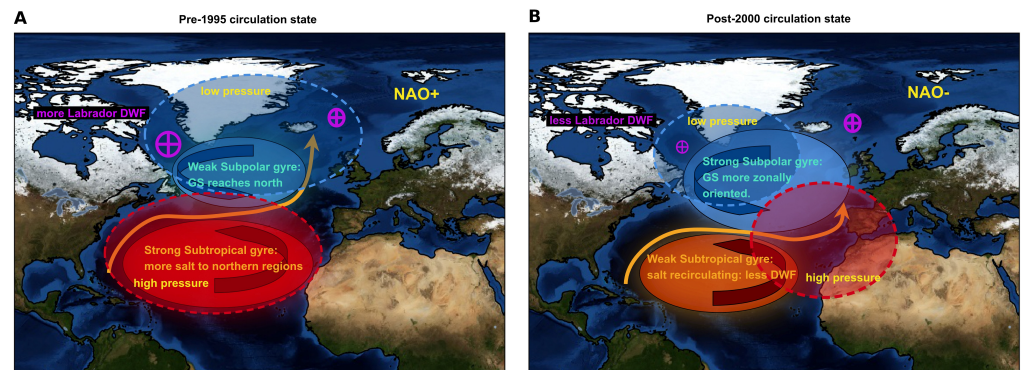 A
Pre-1995 circulation state
low pressure
NAO+
more Labrador DWF
Weak Subpolar gyre:
GS reaches north
Strong Subtropical gyre:
more salt to northern regions
high pressure
B
Post-2000 circulation state
NAO-
less Labrador DWF
low pressure
Strong Subpolar gyre:
GS more zonally
oriented.
Weak Subtropical gyre:
salt recirculating: less DWF
high pressure